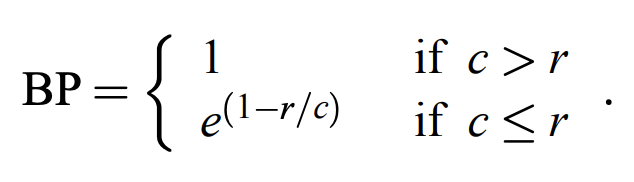 BP = { 1 if c > r
e^(1−r/c) if c ≤ r .